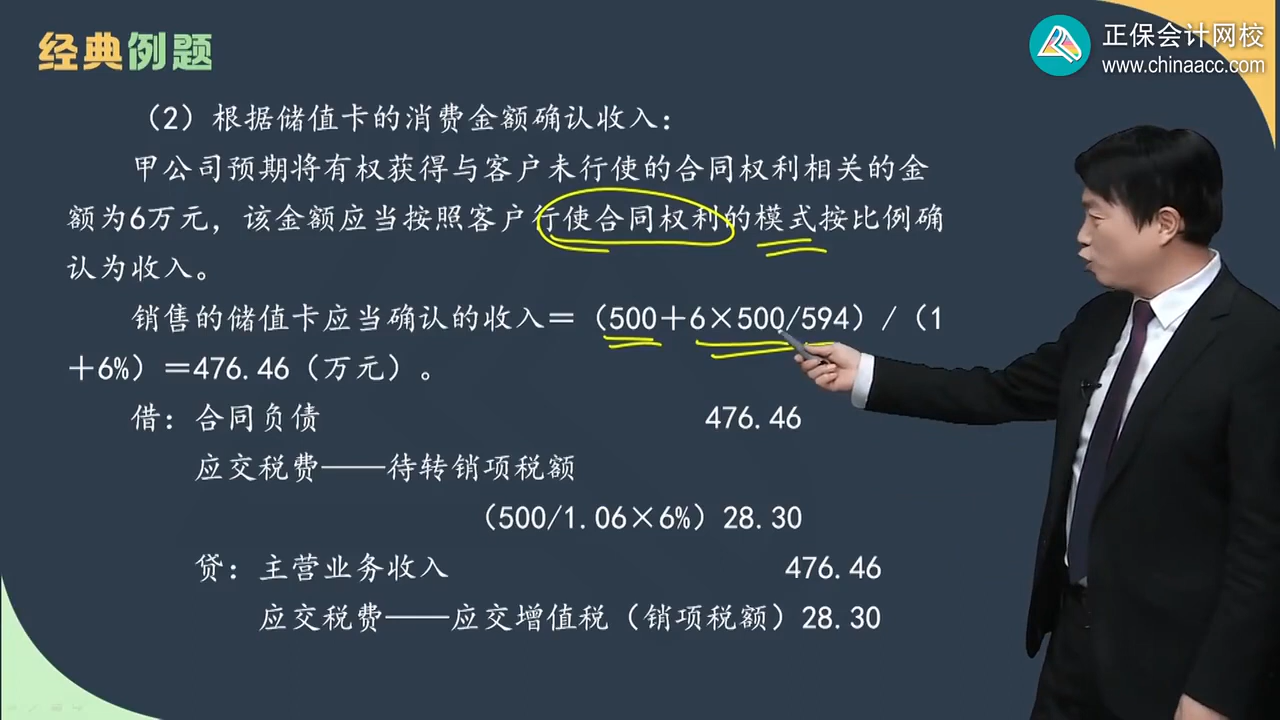 经典例题
正保会计网校
www.chinaacc.com
（2）根据储值卡的消费金额确认收入：
甲公司预期将有权获得与客户未行使的合同权利相关的金
额为6万元，该金额应当按照客户行使合同权利的模式按比例确
认为收入。
销售的储值卡应当确认的收入＝（500＋6×500/594）/（1
＋6%）＝476.46（万元）。
借：合同负债 476.46
应交税费——待转销项税额
（500/1.06×6%）28.30
贷：主营业务收入 476.46
应交税费——应交增值税（销项税额）28.30